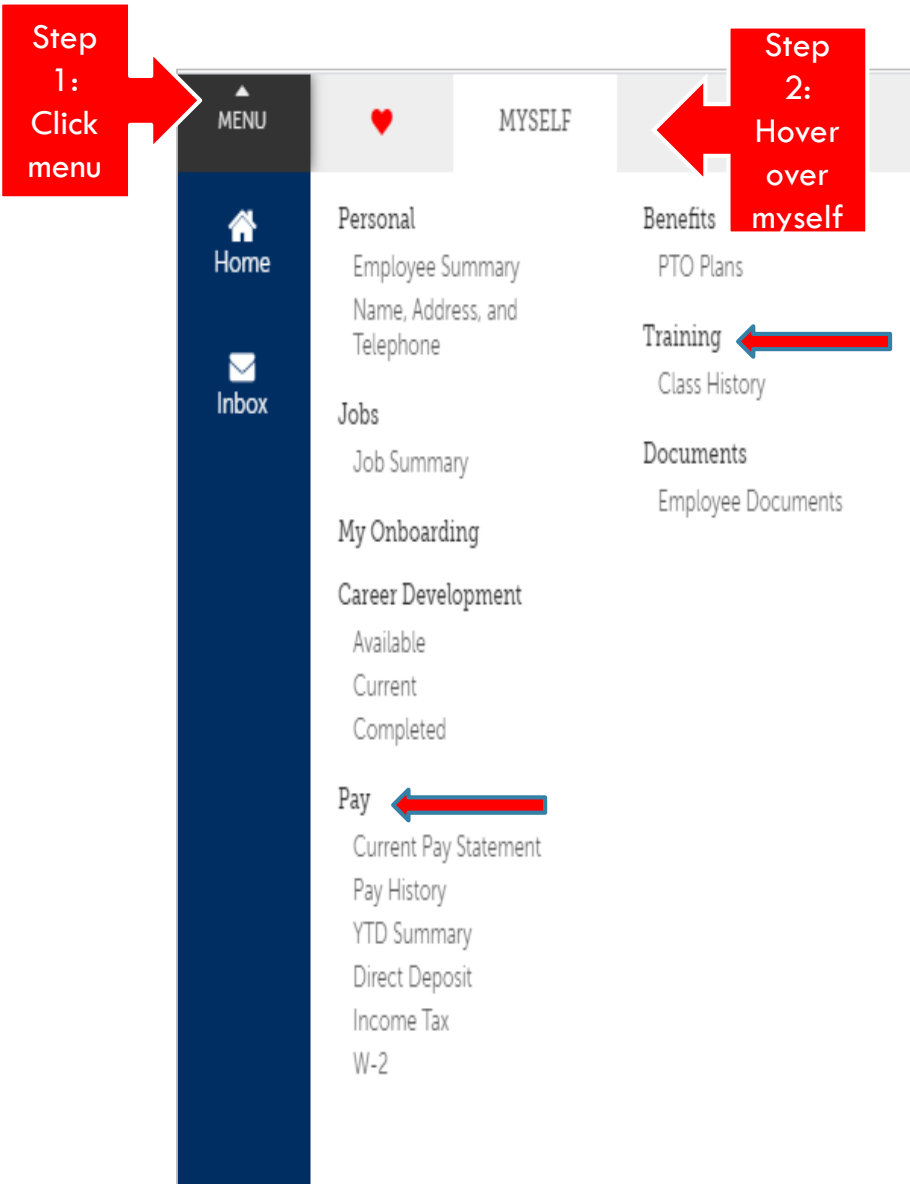 Step
1:
Click
menu
MENU
MYSELF
Step
2:
Hover
over
myself
Home
Inbox
Personal
Employee Summary
Name, Address, and
Telephone
Jobs
Job Summary
My Onboarding
Career Development
Available
Current
Completed
Pay
Current Pay Statement
Pay History
YTD Summary
Direct Deposit
Income Tax
W-2
Benefits
PTO Plans
Training
Class History
Documents
Employee Documents